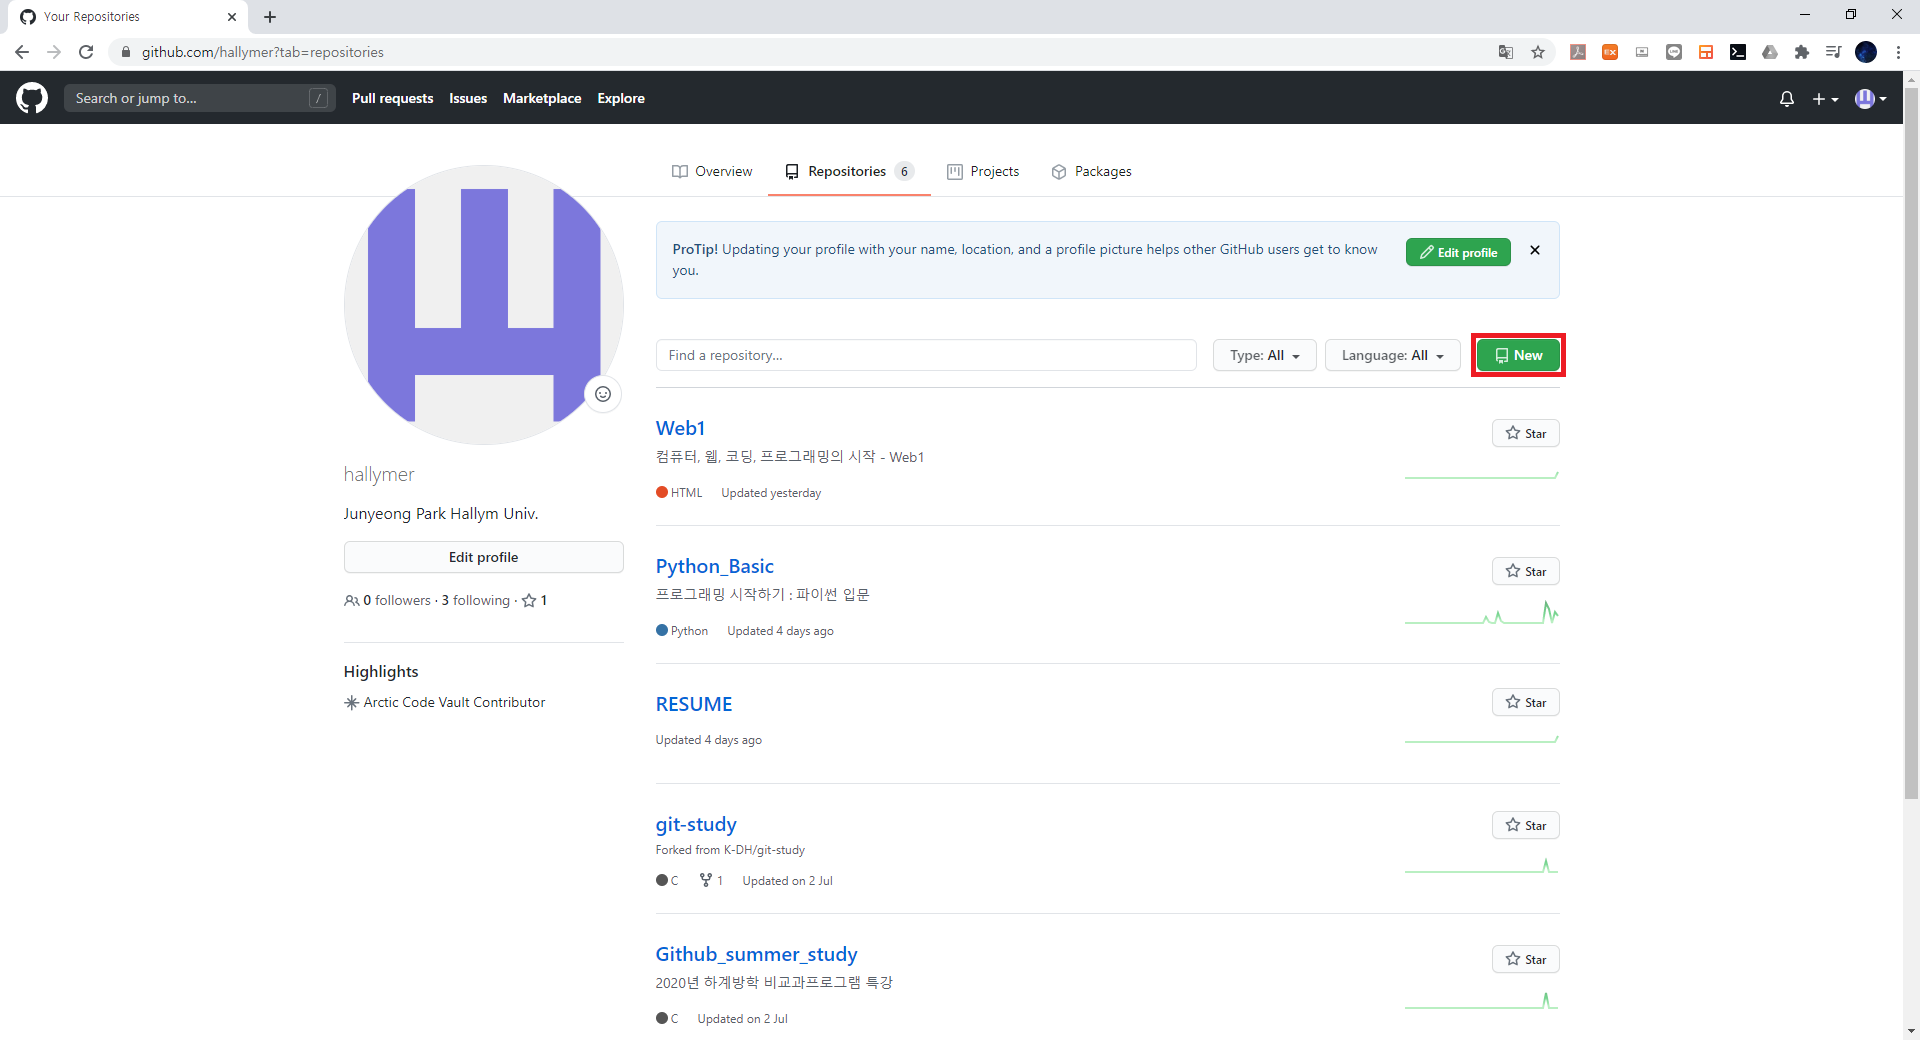 Your Repositories
github.com/hallymer?tab=repositories
Search or jump to... /
Pull requests Issues Marketplace Explore
Overview Repositories 6 Projects Packages
ProTip! Updating your profile with your name, location, and a profile picture helps other GitHub users get to know
you.
Edit profile
Find a repository...
Type: All
Language: All
New
hallymer
Junyeong Park Hallym Univ.
Edit profile
0 followers · 3 following · 1
Highlights
Arctic Code Vault Contributor
Web1
Star
컴퓨터, 웹, 코딩, 프로그래밍의 시작 - Web1
HTML Updated yesterday
Python_Basic
Star
프로그래밍 시작하기 : 파이썬 입문
Python Updated 4 days ago
RESUME
Star
Updated 4 days ago
git-study
Star
Forked from K-DH/git-study
C 1 Updated on 2 Jul
Github_summer_study
Star
2020년 하계방학 비교과프로그램 특강
C Updated on 2 Jul